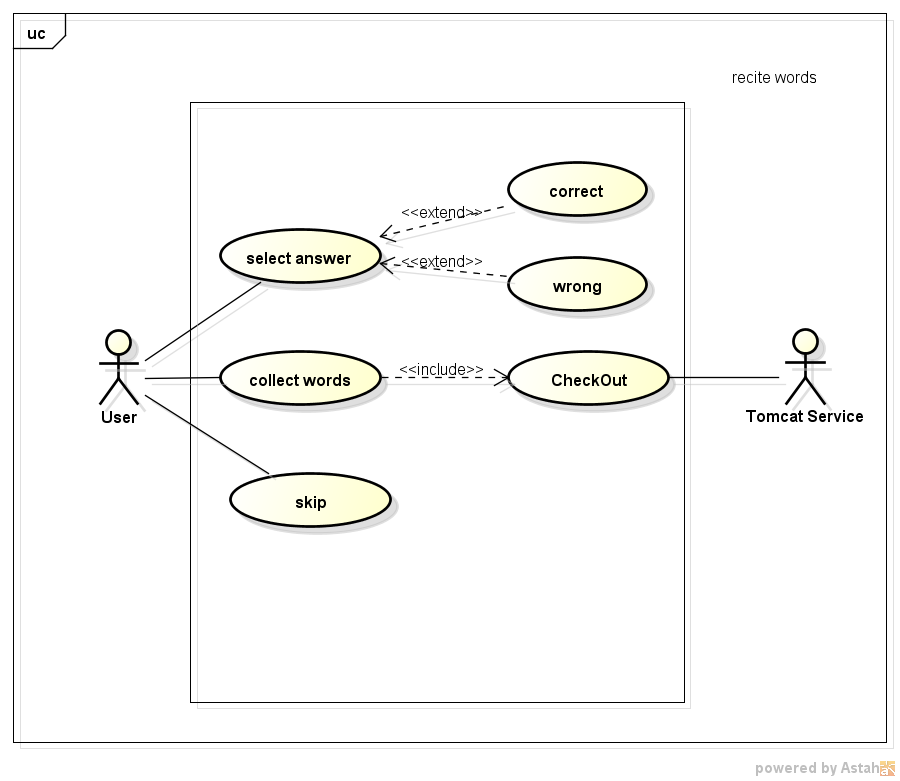 uc
recite words
correct
<<extend>>
select answer
<<extend>>
wrong
collect words
<<include>>
CheckOut
User
Tomcat Service
skip
powered by Astah